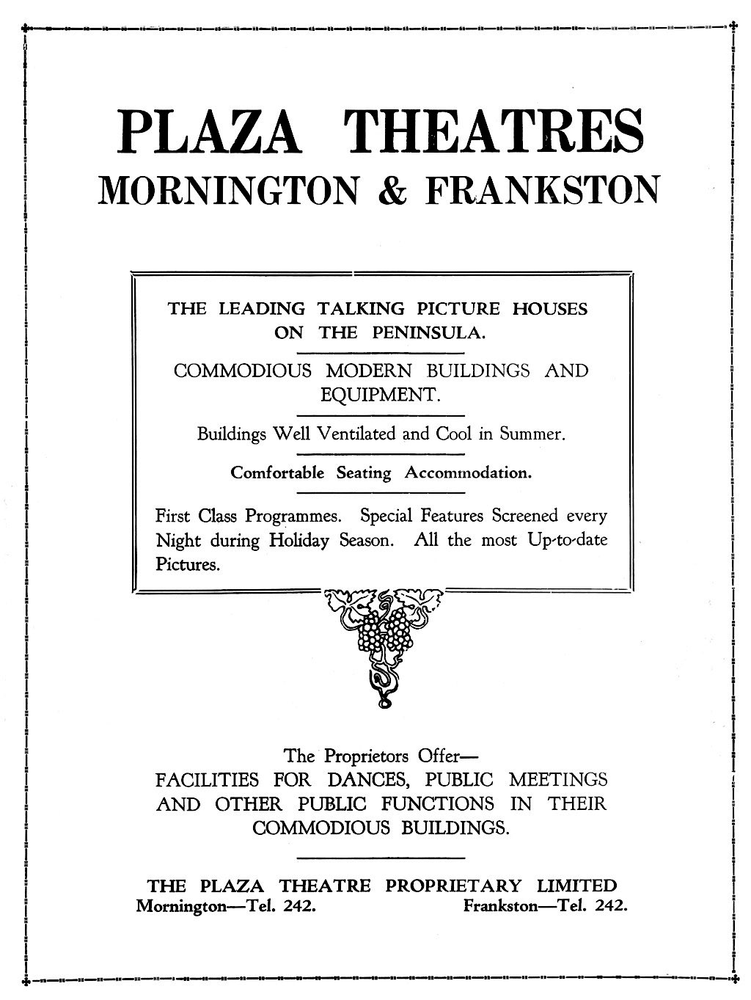 PLAZA THEATRES
MORNINGTON & FRANKSTON
THE LEADING TALKING PICTURE HOUSES
ON THE PENINSULA.
COMMODIOUS MODERN BUILDINGS AND
EQUIPMENT.
Buildings Well Ventilated and Cool in Summer.
Comfortable Seating Accommodation.
First Class Programmes. Special Features Screened every
Night during Holiday Season. All the most Up-to-date
Pictures.
The Proprietors Offer—
FACILITIES FOR DANCES, PUBLIC MEETINGS
AND OTHER PUBLIC FUNCTIONS IN THEIR
COMMODIOUS BUILDINGS.
THE PLAZA THEATRE PROPRIETARY LIMITED
Mornington—Tel. 242. Frankston—Tel. 242.